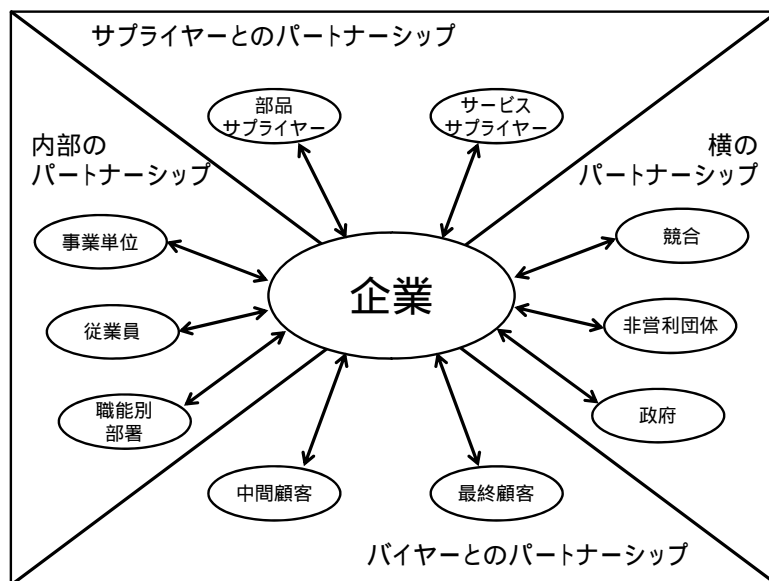 サプライヤーとのパートナーシップ
部品
サプライヤー
サービス
サプライヤー
内部の
パートナーシップ
横の
パートナーシップ
事業単位
従業員
職能別
部署
企業
競合
非営利団体
政府
中間顧客
最終顧客
バイヤーとのパートナーシップ